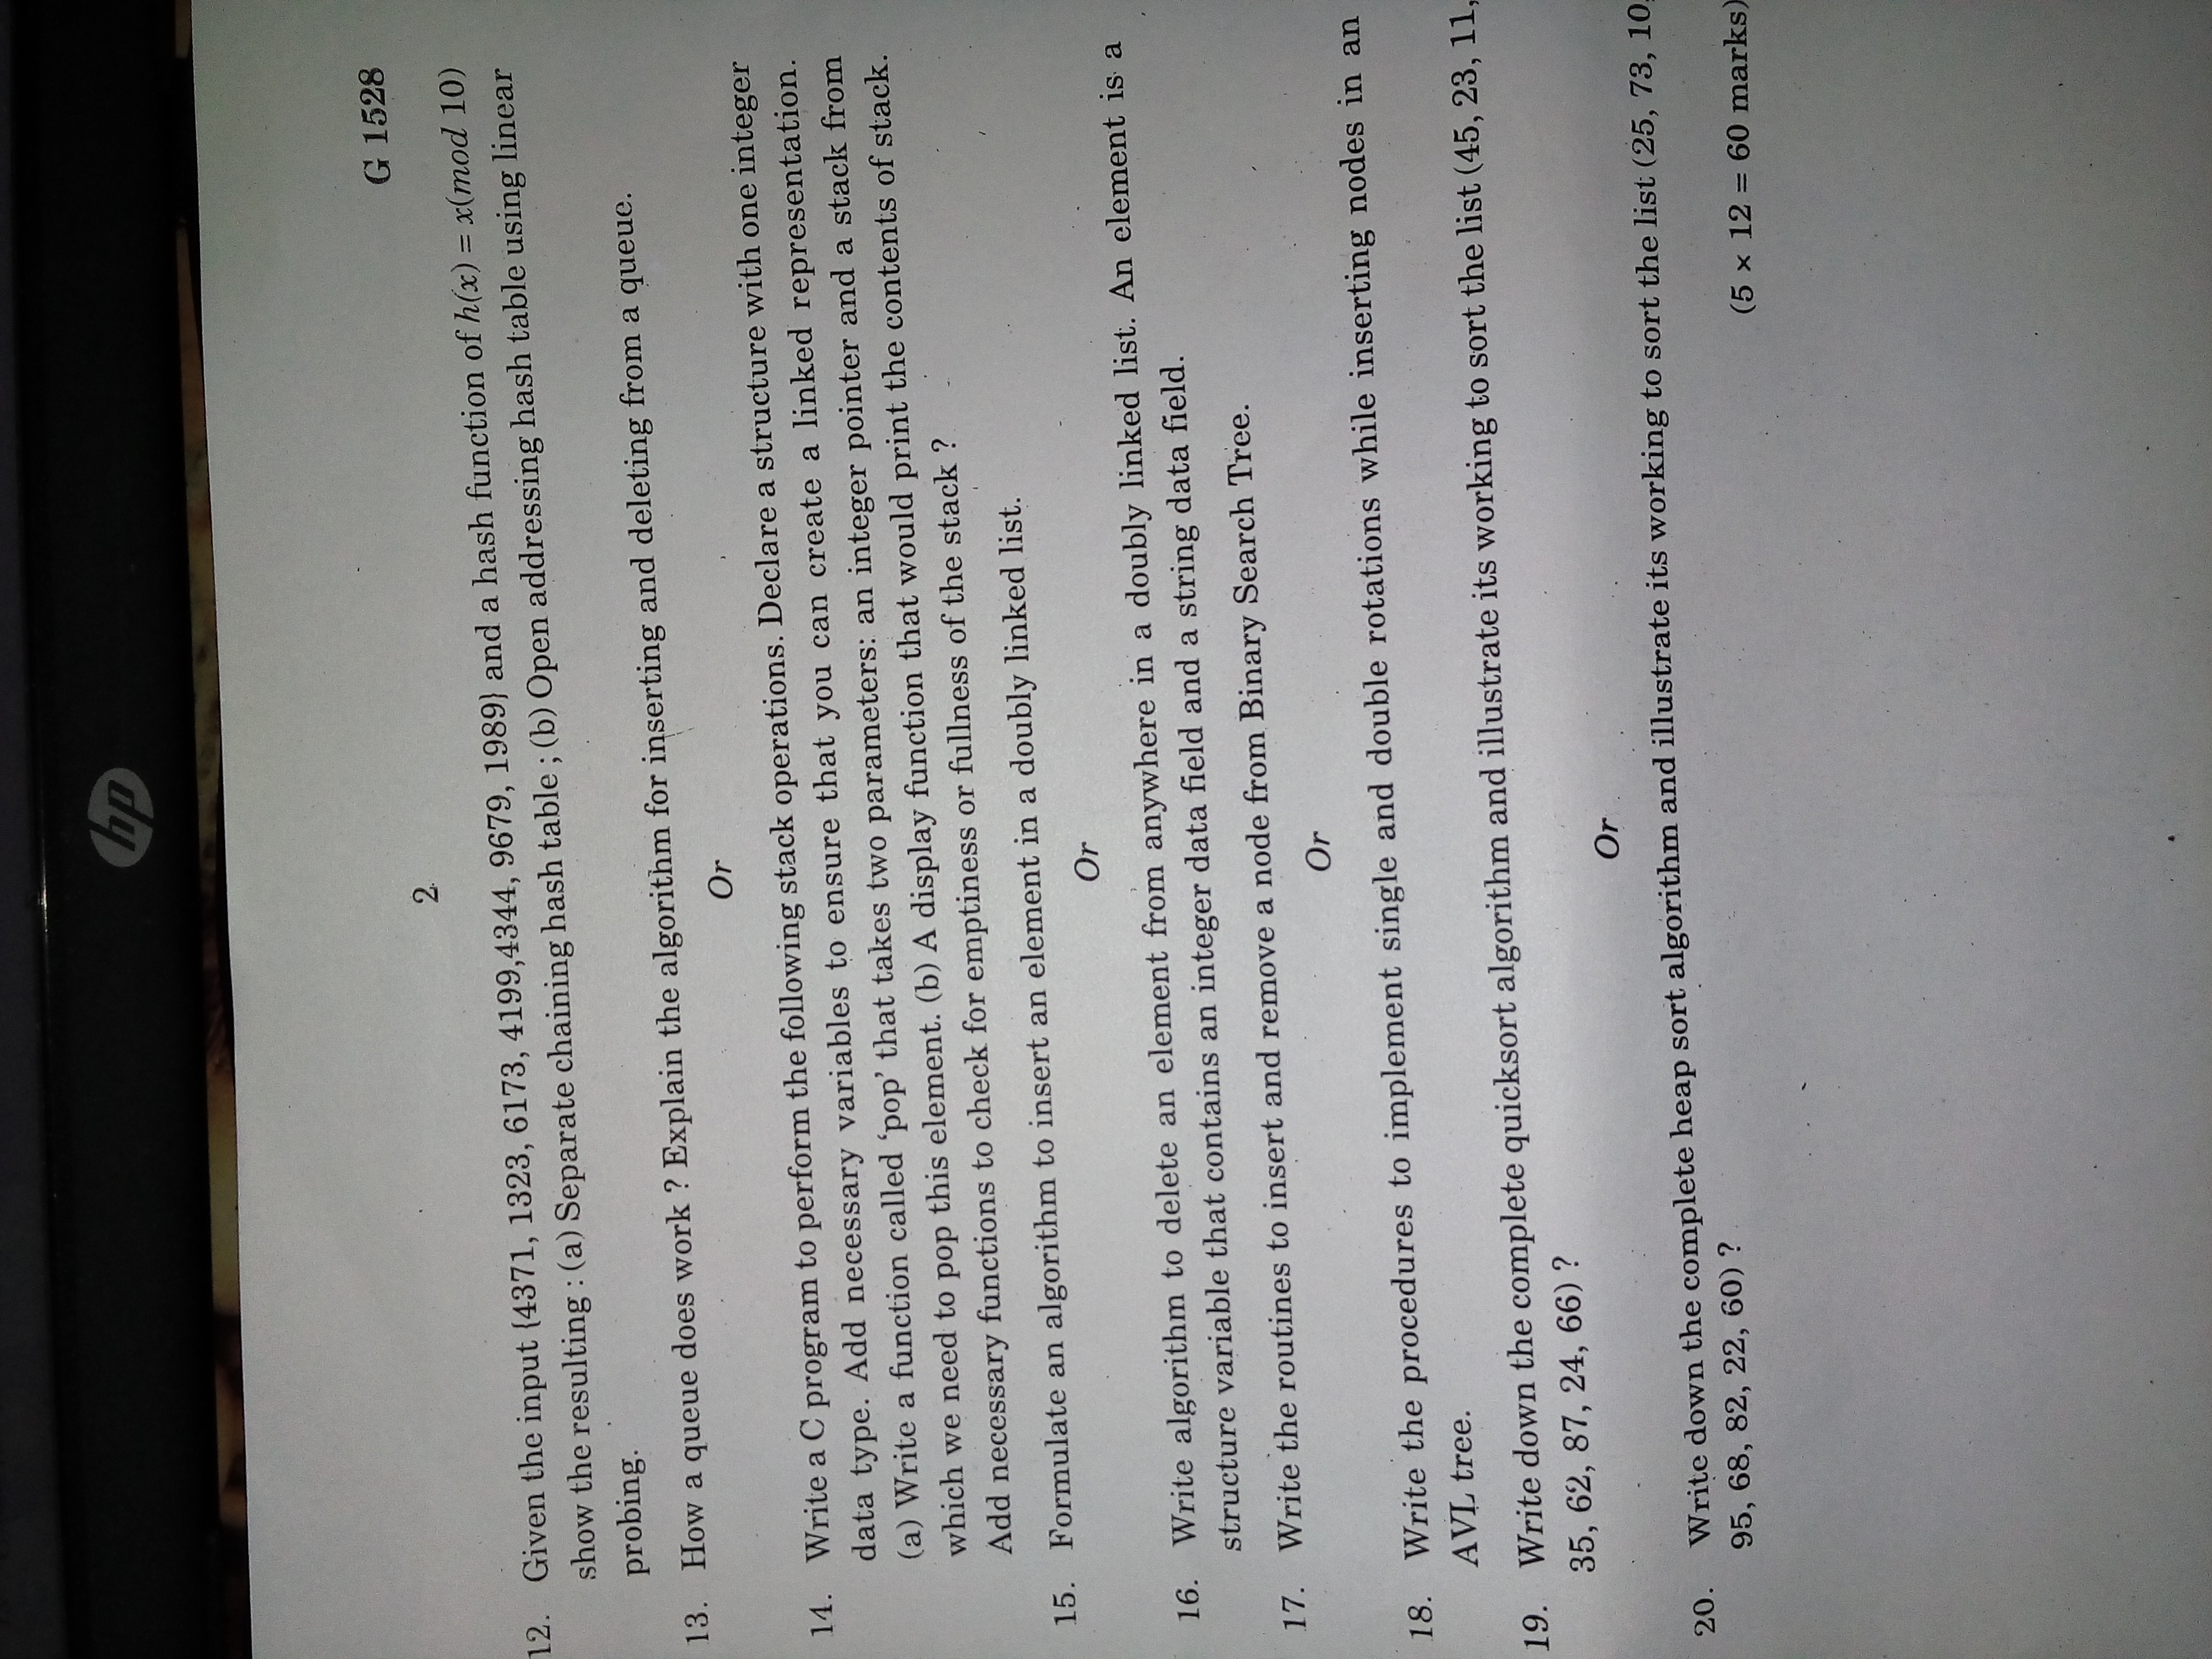 hp
G 1528
2
12. Given the input {4371, 1323, 6173, 4199,4344, 9679, 1989} and a hash function of h(x) = x(mod 10)
show the resulting : (a) Separate chaining hash table ; (b) Open addressing hash table using linear
probing.
13. How a queue does work ? Explain the algorithm for inserting and deleting from a queue.
Or
14. Write a C program to perform the following stack operations. Declare a structure with one integer
data type. Add necessary variables to ensure that you can create a linked representation.
(a) Write a function called ‘pop’ that takes two parameters: an integer pointer and a stack from
which we need to pop this element. (b) A display function that would print the contents of stack.
Add necessary functions to check for emptiness or fullness of the stack ?
15. Formulate an algorithm to insert an element in a doubly linked list.
Or
16. Write algorithm to delete an element from anywhere in a doubly linked list. An element is a
structure variable that contains an integer data field and a string data field.
17. Write the routines to insert and remove a node from Binary Search Tree.
Or
18. Write the procedures to implement single and double rotations while inserting nodes in an
AVL tree.
19. Write down the complete quicksort algorithm and illustrate its working to sort the list (45, 23, 11,
35, 62, 87, 24, 66) ?
Or
20. Write down the complete heap sort algorithm and illustrate its working to sort the list (25, 73, 10,
95, 68, 82, 22, 60) ?
(5 × 12 = 60 marks)